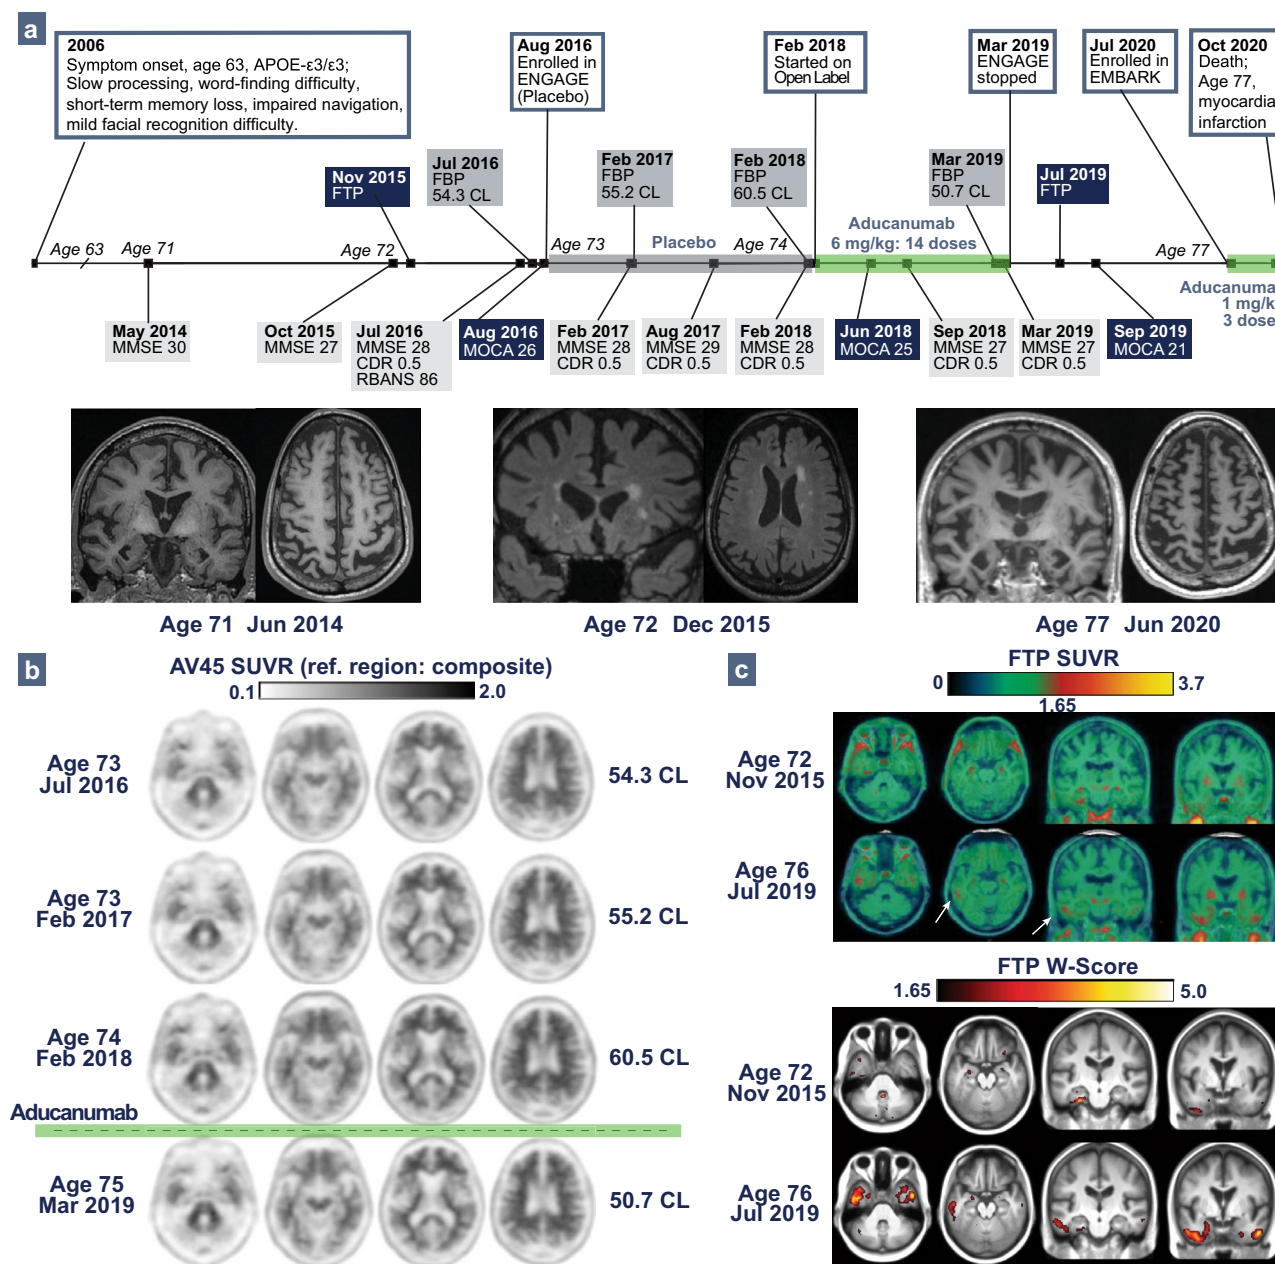 a
2006
Symptom onset, age 63, APOE-ε3/ε3;
Slow processing, word-finding difficulty,
short-term memory loss, impaired navigation,
mild facial recognition difficulty.
Aug 2016
Enrolled in
ENGAGE
(Placebo)
Feb 2018
Started on
Open Label
Mar 2019
ENGAGE
stopped
Jul 2020
Enrolled in
EMBARK
Oct 2020
Death;
Age 77,
myocardia
infarction
Nov 2015
FTP
Jul 2016
FBP
54.3 CL
Feb 2017
FBP
55.2 CL
Feb 2018
FBP
60.5 CL
Mar 2019
FBP
50.7 CL
Jul 2019
FTP
Age 63
Age 71
Age 72
Age 73
Placebo
Age 74
Aducanumab
6 mg/kg: 14 doses
Age 77
Aducanuma
1 mg/k
3 dose
May 2014
MMSE 30
Oct 2015
MMSE 27
Jul 2016
MMSE 28
CDR 0.5
RBANS 86
Aug 2016
MOCA 26
Feb 2017
MMSE 28
CDR 0.5
Aug 2017
MMSE 29
CDR 0.5
Feb 2018
MMSE 28
CDR 0.5
Jun 2018
MOCA 25
Sep 2018
MMSE 27
CDR 0.5
Mar 2019
MMSE 27
CDR 0.5
Sep 2019
MOCA 21
Age 71 Jun 2014
Age 72 Dec 2015
Age 77 Jun 2020
b
AV45 SUVR (ref. region: composite)
0.1
2.0
Age 73
Jul 2016
54.3 CL
Age 73
Feb 2017
55.2 CL
Age 74
Feb 2018
60.5 CL
Aducanumab
Age 75
Mar 2019
50.7 CL
c
FTP SUVR
0
3.7
1.65
Age 72
Nov 2015
Age 76
Jul 2019
FTP W-Score
1.65
5.0
Age 72
Nov 2015
Age 76
Jul 2019